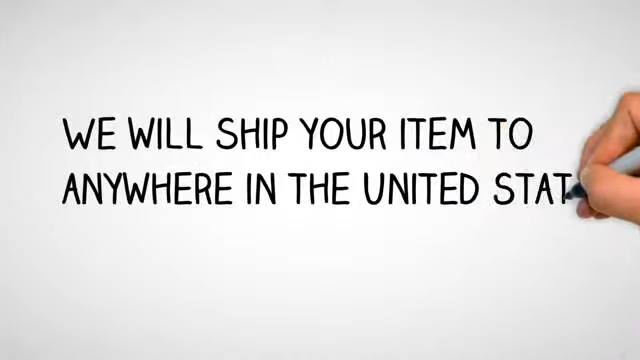 WE WILL SHIP YOUR ITEM TO
ANYWHERE IN THE UNITED STAT